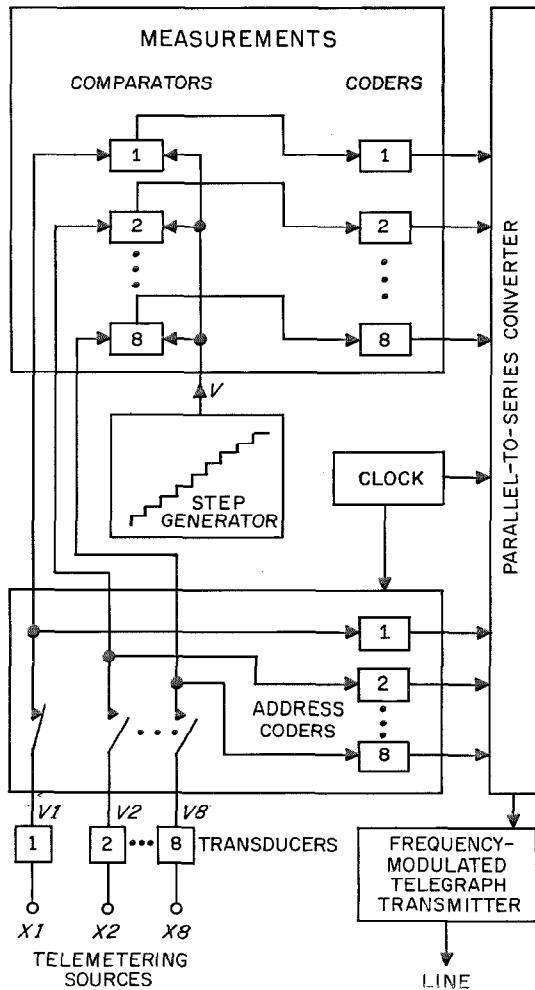 MEASUREMENTS
COMPARATORS
CODERS
1
1
2
2
8
8
V
STEP
GENERATOR
CLOCK
PARALLEL-TO-SERIES CONVERTER
1
2
8
ADDRESS
CODERS
V1
V2
V8
1
2
8
TRANSDUCERS
X1
X2
X8
TELEMETERING
SOURCES
FREQUENCY-
MODULATED
TELEGRAPH
TRANSMITTER
LINE